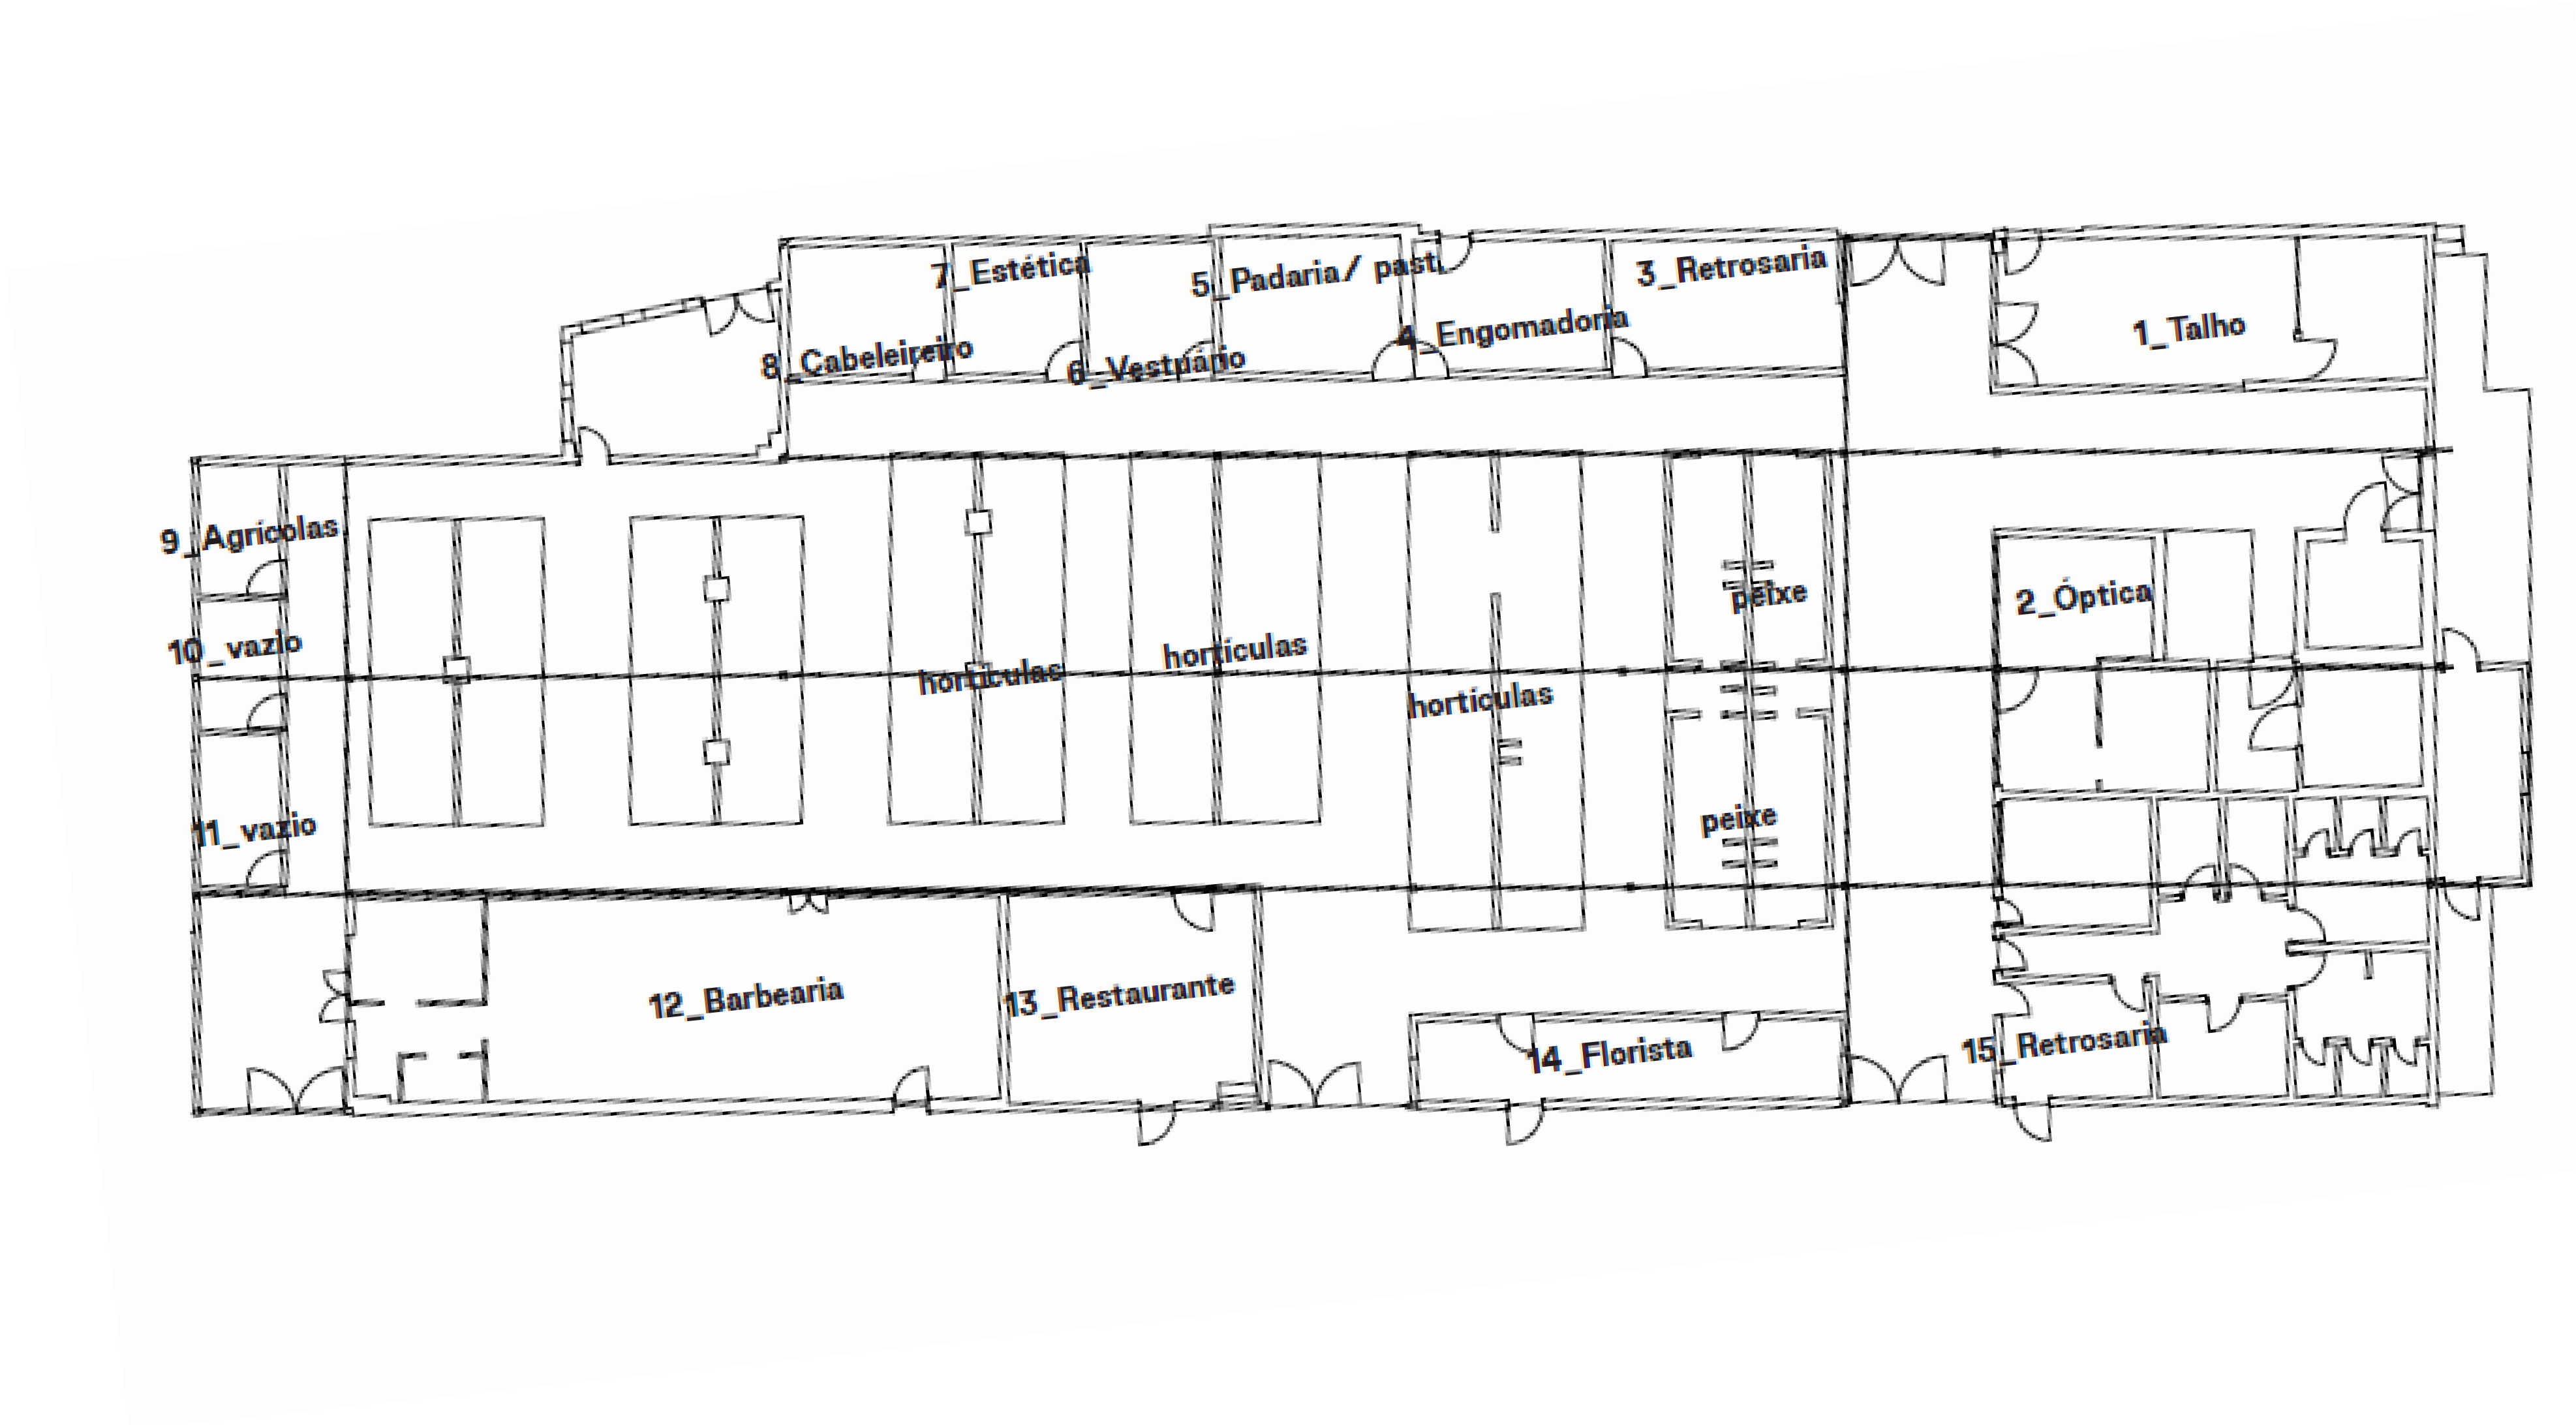 7_Estética
5_Padaria/ past.
3_Retrosaria
8_Cabeleireiro
6_Vestuário
4_Engomadoria
1_Talho
9_Agrícolas
10_vazio
11_vazio
hortículas
hortículas
hortículas
peixe
peixe
2_Óptica
12_Barbearia
13_Restaurante
14_Florista
15_Retrosaria